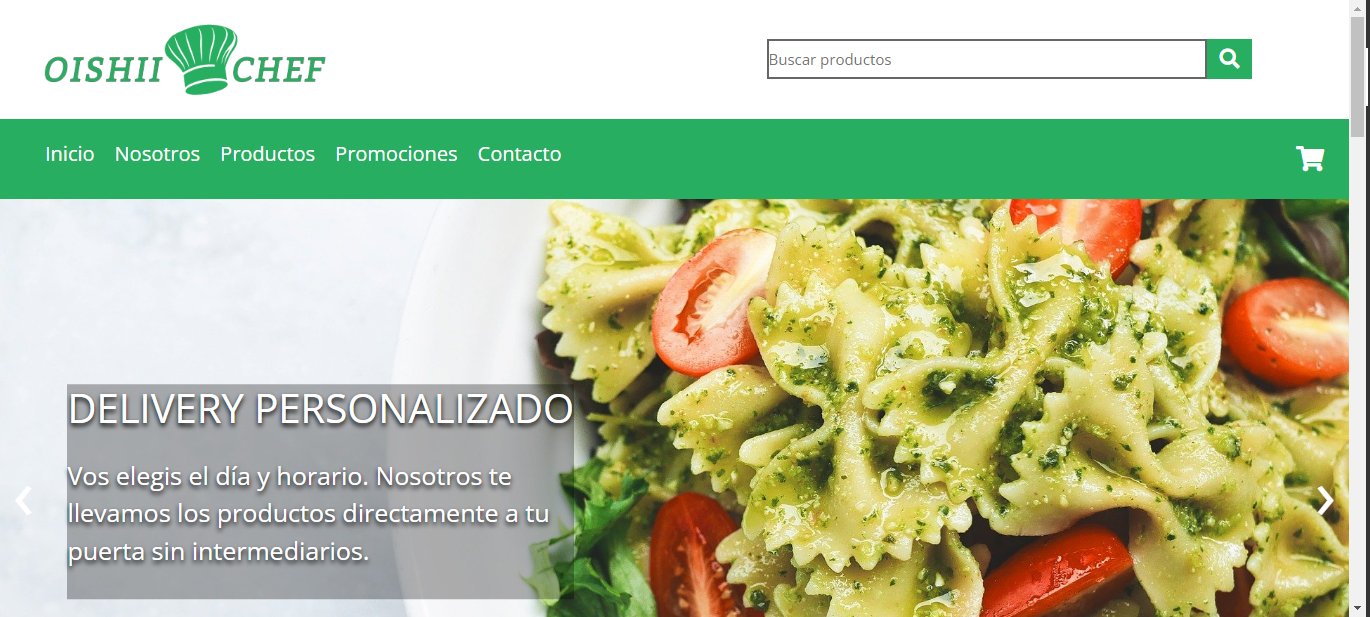 OISHII CHEF
Buscar productos
Inicio Nosotros Productos Promociones Contacto
DELIVERY PERSONALIZADO
Vos elegis el día y horario. Nosotros te
llevamos los productos directamente a tu
puerta sin intermediarios.